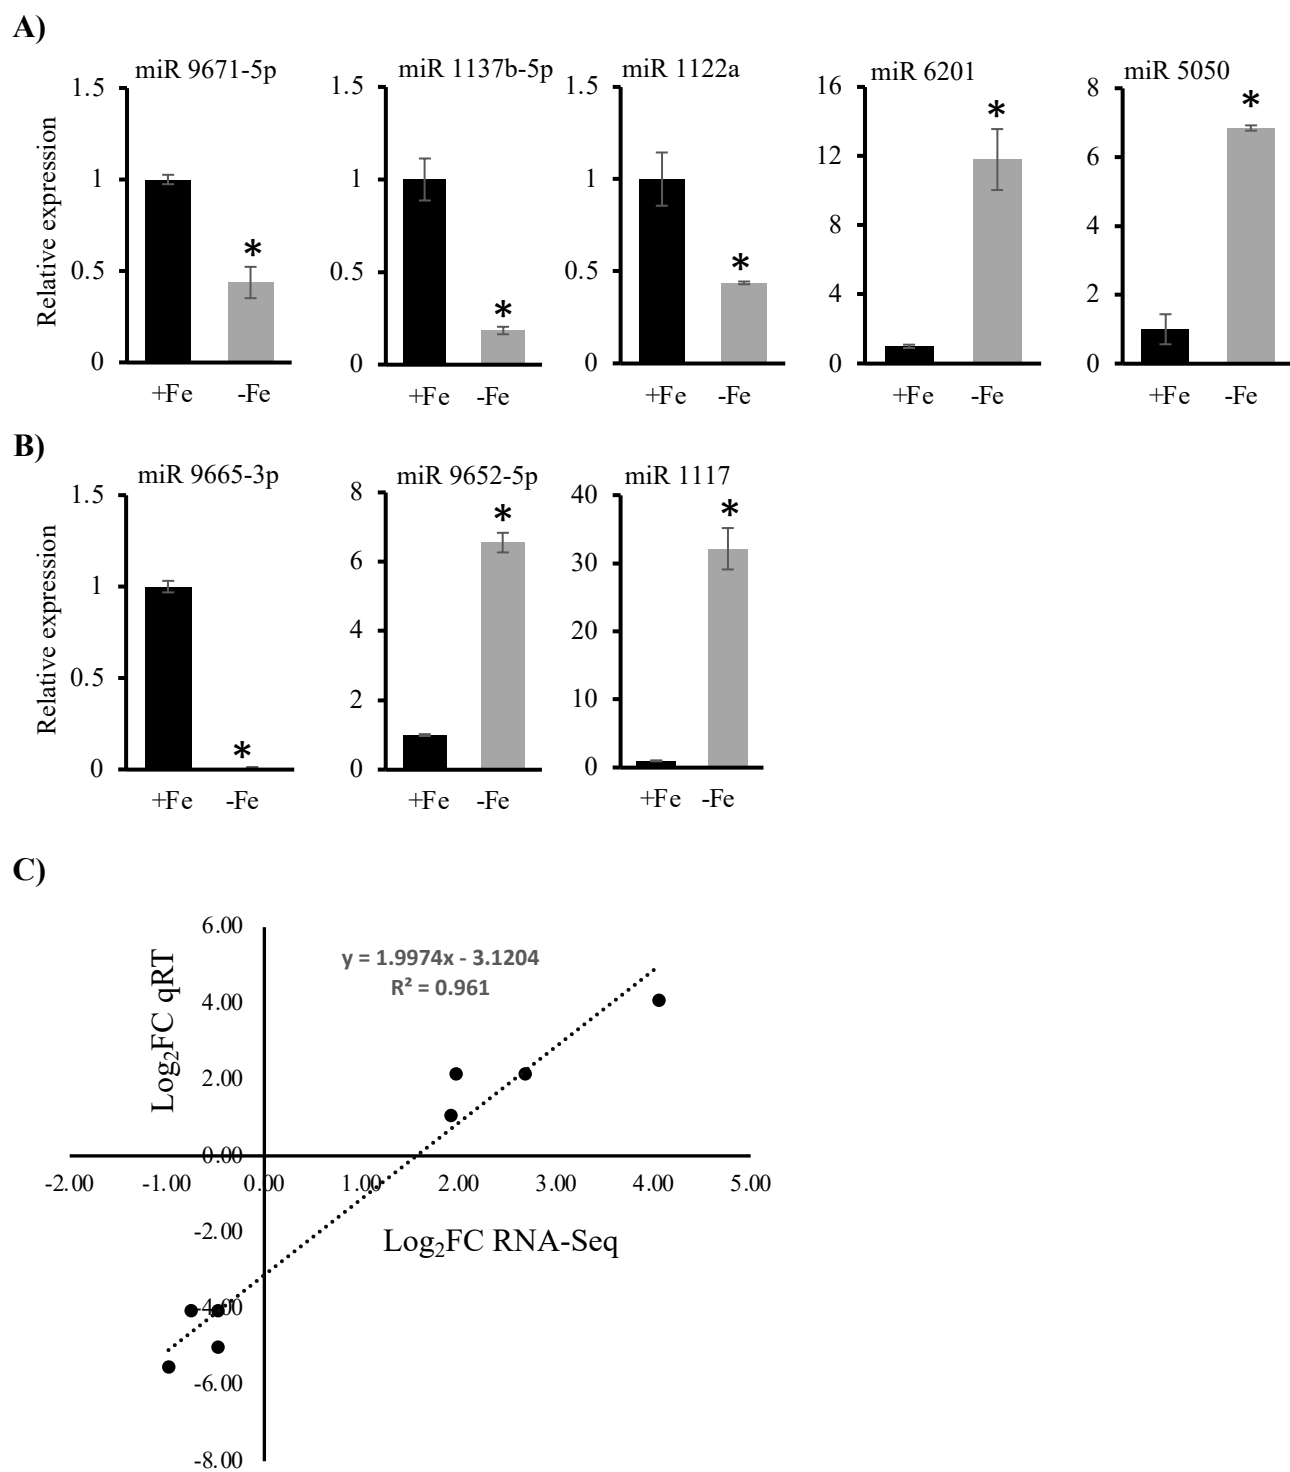 A)
miR 9671-5p
miR 1137b-5p
miR 1122a
miR 6201
miR 5050
Relative expression
1.5
1
0.5
0
+Fe -Fe
1.5
1
0.5
0
+Fe -Fe
1.5
1
0.5
0
+Fe -Fe
16
12
8
4
0
+Fe -Fe
8
6
4
2
0
+Fe -Fe
*
*
*
*
*
B)
miR 9665-3p
miR 9652-5p
miR 1117
Relative expression
1.5
1
0.5
0
+Fe -Fe
8
6
4
2
0
+Fe -Fe
40
30
20
10
0
+Fe -Fe
*
*
*
C)
Log₂FC qRT
6.00
4.00
2.00
0.00
-2.00
-4.00
-6.00
-8.00
y = 1.9974x - 3.1204
R² = 0.961
-2.00 -1.00 0.00 1.00 2.00 3.00 4.00 5.00
Log₂FC RNA-Seq